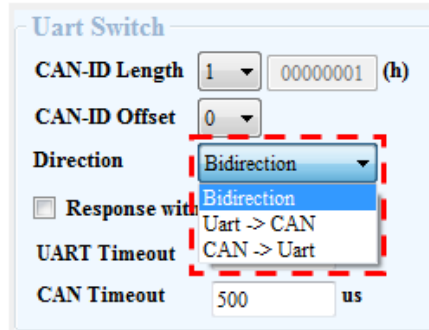 Uart Switch
CAN-ID Length 1 00000001 (h)
CAN-ID Offset 0
Direction Bidirection
Bidirection
Response with
Uart -> CAN
UART Timeout CAN -> Uart
CAN Timeout 500 us